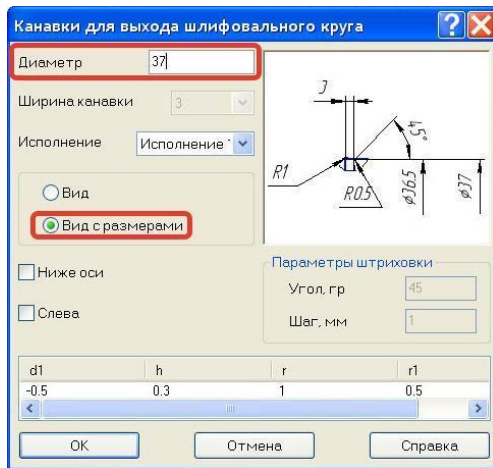 Канавки для выхода шлифовального круга
Диаметр
37
Ширина канавки
3
Исполнение
Исполнение
Вид
Вид с размерами
Ниже оси
Слева
3
45°
R1
R0.5
⌀36.5
⌀37
Параметры штриховки
Угол, гр
45
Шаг, мм
1
d1 h r r1
-0.5 0.3 1 0.5
OK
Отмена
Справка